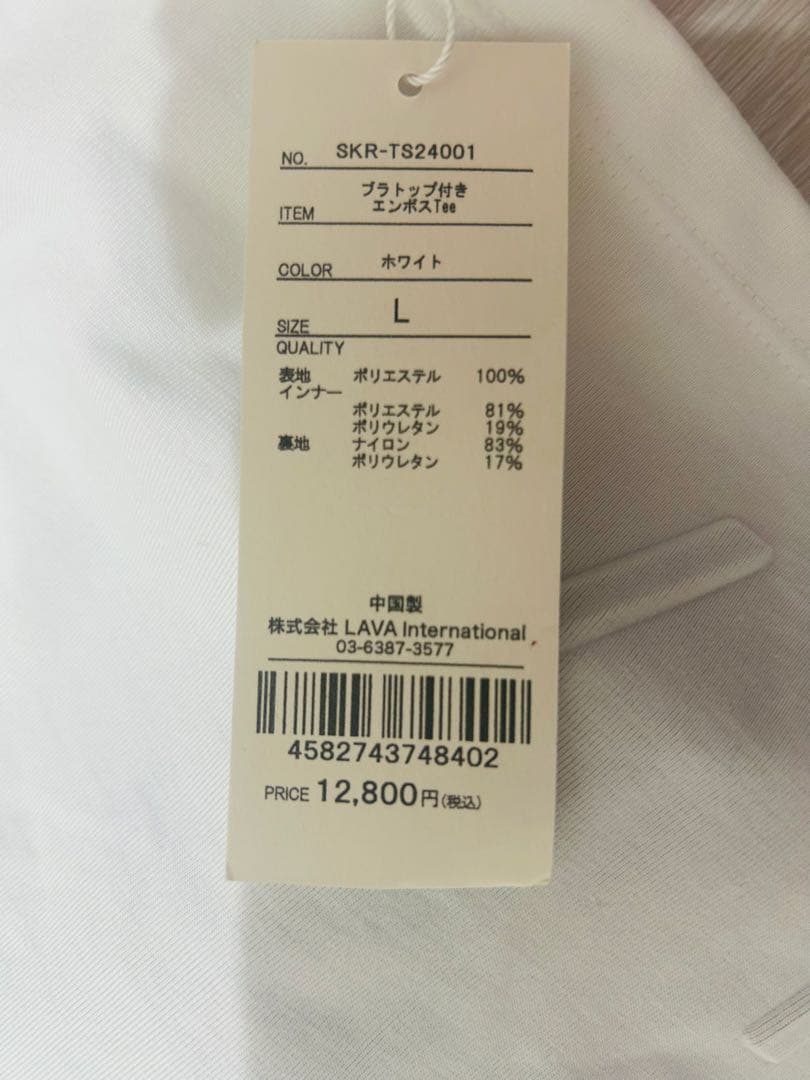 NO. SKR-TS24001
ITEM ブラトップ付き
エンボスTee
COLOR ホワイト
SIZE L
QUALITY
表地 ポリエステル 100%
インナー
ポリエステル 81%
ポリウレタン 19%
裏地 ナイロン 83%
ポリウレタン 17%
中国製
株式会社 LAVA International
03-6387-3577
4582743748402
PRICE 12,800円(税込)